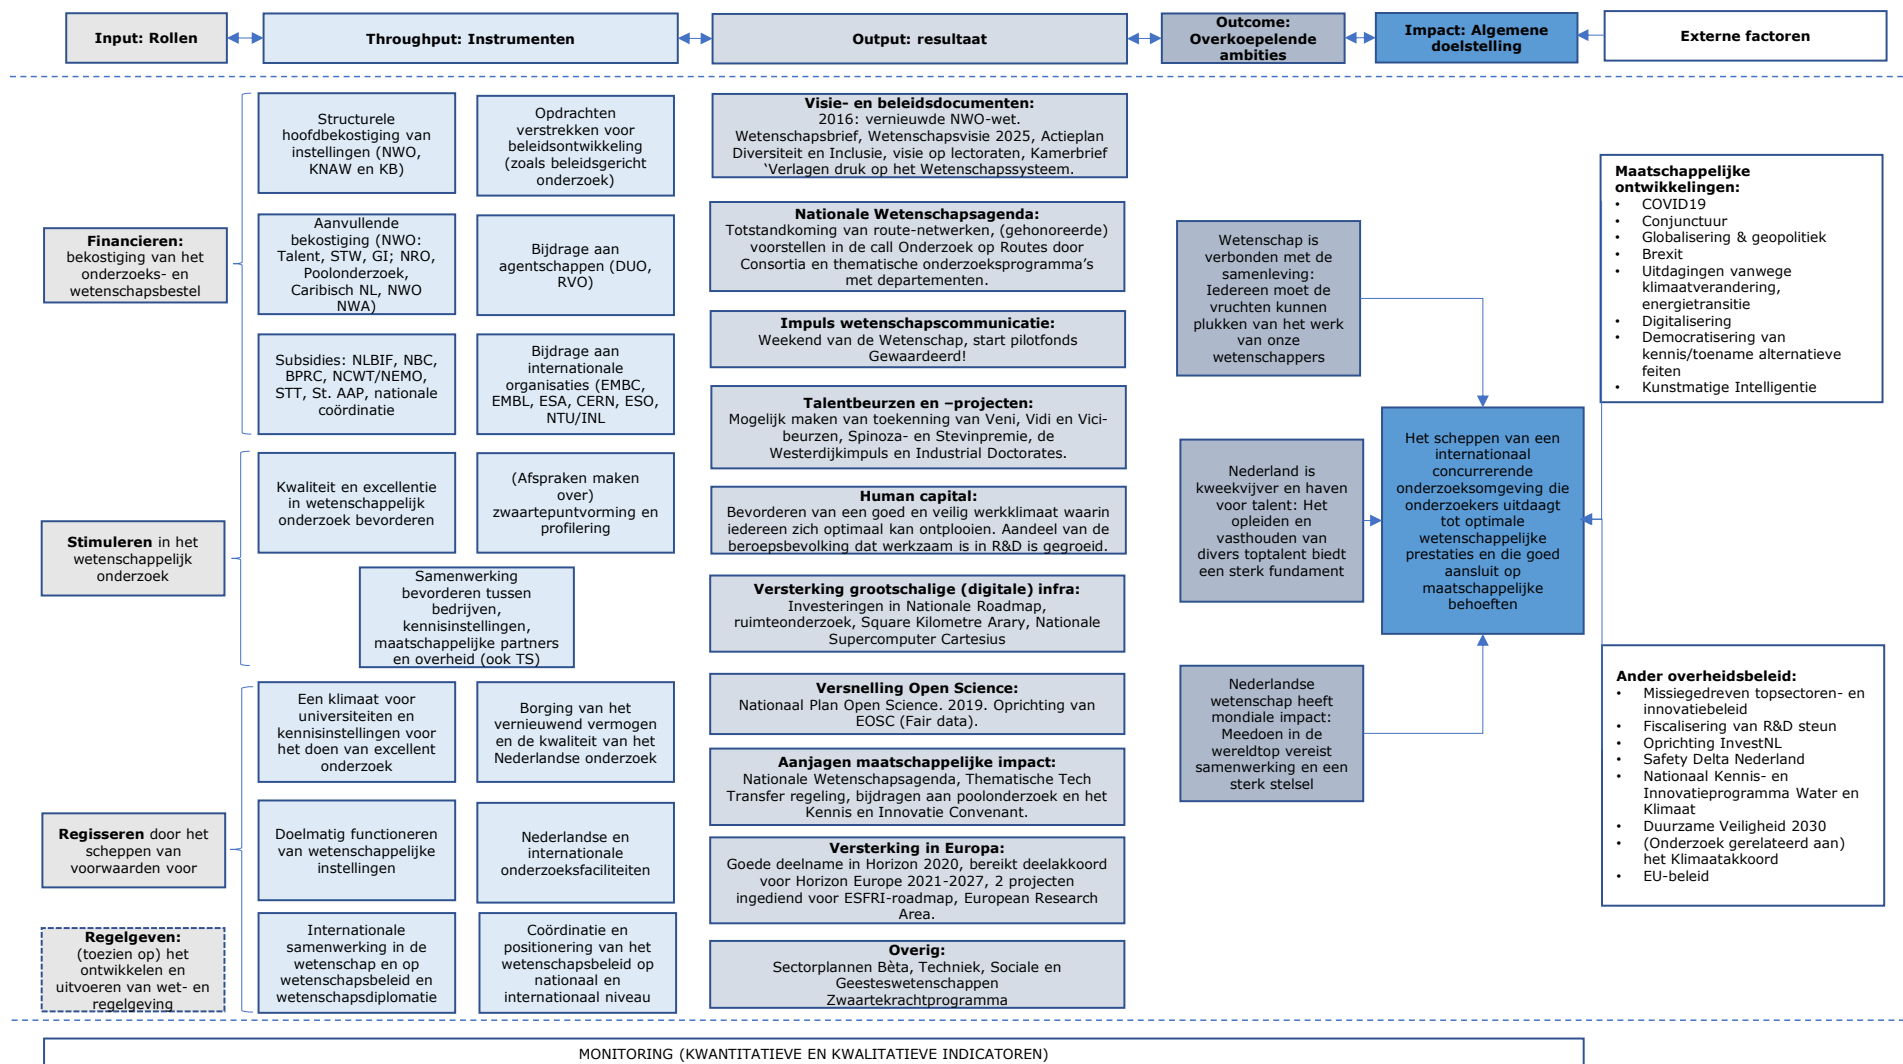 Input: Rollen
Throughput: Instrumenten
Output: resultaat
Outcome:
Overkoepelende
ambities
Impact: Algemene
doelstelling
Externe factoren
Financieren:
bekostiging van het
onderzoeks- en
wetenschapsbestel
Stimuleren in het
wetenschappelijk
onderzoek
Regisseren door het
scheppen van
voorwaarden voor
Regelgeven:
(toezien op) het
ontwikkelen en
uitvoeren van wet- en
regelgeving
Structurele
hoofdbekostiging van
instellingen (NWO,
KNAW en KB)
Opdrachten
verstrekken voor
beleidsontwikkeling
(zoals beleidsgericht
onderzoek)
Aanvullende
bekostiging (NWO:
Talent, STW, GI; NRO,
Poolonderzoek,
Caribisch NL, NWO
NWA)
Bijdrage aan
agentschappen (DUO,
RVO)
Subsidies: NLBIF, NBC,
BPRC, NCWT/NEMO,
STT, St. AAP, nationale
coördinatie
Bijdrage aan
internationale
organisaties (EMBC,
EMBL, ESA, CERN, ESO,
NTU/INL
Kwaliteit en excellentie
in wetenschappelijk
onderzoek bevorderen
(Afspraken maken
over)
zwaartepuntvorming en
profilering
Samenwerking
bevorderen tussen
bedrijven,
kennisinstellingen,
maatschappelijke partners
en overheid (ook TS)
Een klimaat voor
universiteiten en
kennisinstellingen voor
het doen van excellent
onderzoek
Borging van het
vernieuwend vermogen
en de kwaliteit van het
Nederlandse onderzoek
Doelmatig functioneren
van wetenschappelijke
instellingen
Nederlandse en
internationale
onderzoeksfaciliteiten
Internationale
samenwerking in de
wetenschap en op
wetenschapsbeleid en
wetenschapsdiplomatie
Coördinatie en
positionering van het
wetenschapsbeleid op
nationaal en
internationaal niveau
Visie- en beleidsdocumenten:
2016: vernieuwde NWO-wet.
Wetenschapsbrief, Wetenschapsvisie 2025, Actieplan
Diversiteit en Inclusie, visie op lectoraten, Kamerbrief
‘Verlagen druk op het Wetenschapssysteem.
Nationale Wetenschapsagenda:
Totstandkoming van route-netwerken, (gehonoreerde)
voorstellen in de call Onderzoek op Routes door
Consortia en thematische onderzoeksprogramma’s
met departementen.
Impuls wetenschapscommunicatie:
Weekend van de Wetenschap, start pilotfonds
Gewaardeerd!
Talentbeurzen en –projecten:
Mogelijk maken van toekenning van Veni, Vidi en Vici-
beurzen, Spinoza- en Stevinpremie, de
Westerdijkimpuls en Industrial Doctorates.
Human capital:
Bevorderen van een goed en veilig werkklimaat waarin
iedereen zich optimaal kan ontplooien. Aandeel van de
beroepsbevolking dat werkzaam is in R&D is gegroeid.
Versterking grootschalige (digitale) infra:
Investeringen in Nationale Roadmap,
ruimteonderzoek, Square Kilometre Arary, Nationale
Supercomputer Cartesius
Versnelling Open Science:
Nationaal Plan Open Science. 2019. Oprichting van
EOSC (Fair data).
Aanjagen maatschappelijke impact:
Nationale Wetenschapsagenda, Thematische Tech
Transfer regeling, bijdragen aan poolonderzoek en het
Kennis en Innovatie Convenant.
Versterking in Europa:
Goede deelname in Horizon 2020, bereikt deelakkoord
voor Horizon Europe 2021-2027, 2 projecten
ingediend voor ESFRI-roadmap, European Research
Area.
Overig:
Sectorplannen Bèta, Techniek, Sociale en
Geesteswetenschappen
Zwaartekrachtprogramma
Wetenschap is
verbonden met de
samenleving:
Iedereen moet de
vruchten kunnen
plukken van het werk
van onze
wetenschappers
Nederland is
kweekvijver en haven
voor talent: Het
opleiden en
vasthouden van
divers toptalent biedt
een sterk fundament
Nederlandse
wetenschap heeft
mondiale impact:
Meedoen in de
wereldtop vereist
samenwerking en een
sterk stelsel
Het scheppen van een
internationaal
concurrerende
onderzoeksomgeving die
onderzoekers uitdaagt
tot optimale
wetenschappelijke
prestaties en die goed
aansluit op
maatschappelijke
behoeften
Maatschappelijke
ontwikkelingen:
• COVID19
• Conjunctuur
• Globalisering & geopolitiek
• Brexit
• Uitdagingen vanwege
klimaatverandering,
energietransitie
• Digitalisering
• Democratisering van
kennis/toename alternatieve
feiten
• Kunstmatige Intelligentie
Ander overheidsbeleid:
• Missiegedreven topsectoren- en
innovatiebeleid
• Fiscalisering van R&D steun
• Oprichting InvestNL
• Safety Delta Nederland
• Nationaal Kennis- en
Innovatieprogramma Water en
Klimaat
• Duurzame Veiligheid 2030
• (Onderzoek gerelateerd aan)
het Klimaatakkoord
• EU-beleid
MONITORING (KWANTITATIEVE EN KWALITATIEVE INDICATOREN)